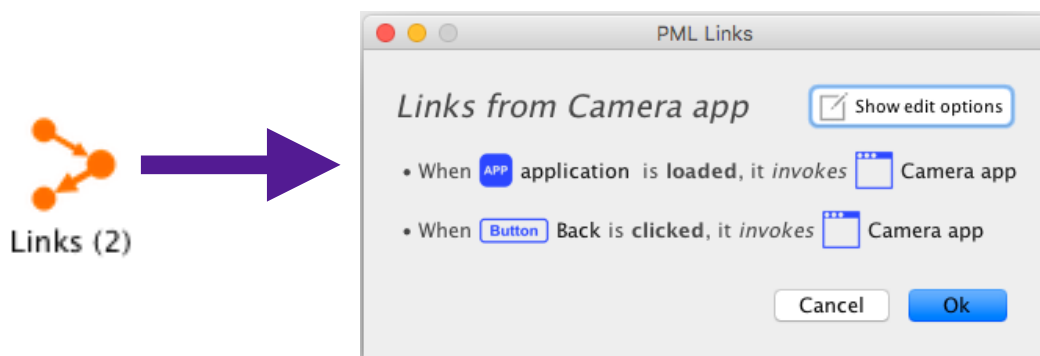 Links (2)
PML Links
Links from Camera app
Show edit options
• When APP application is loaded, it invokes Camera app
• When Button Back is clicked, it invokes Camera app
Cancel
Ok